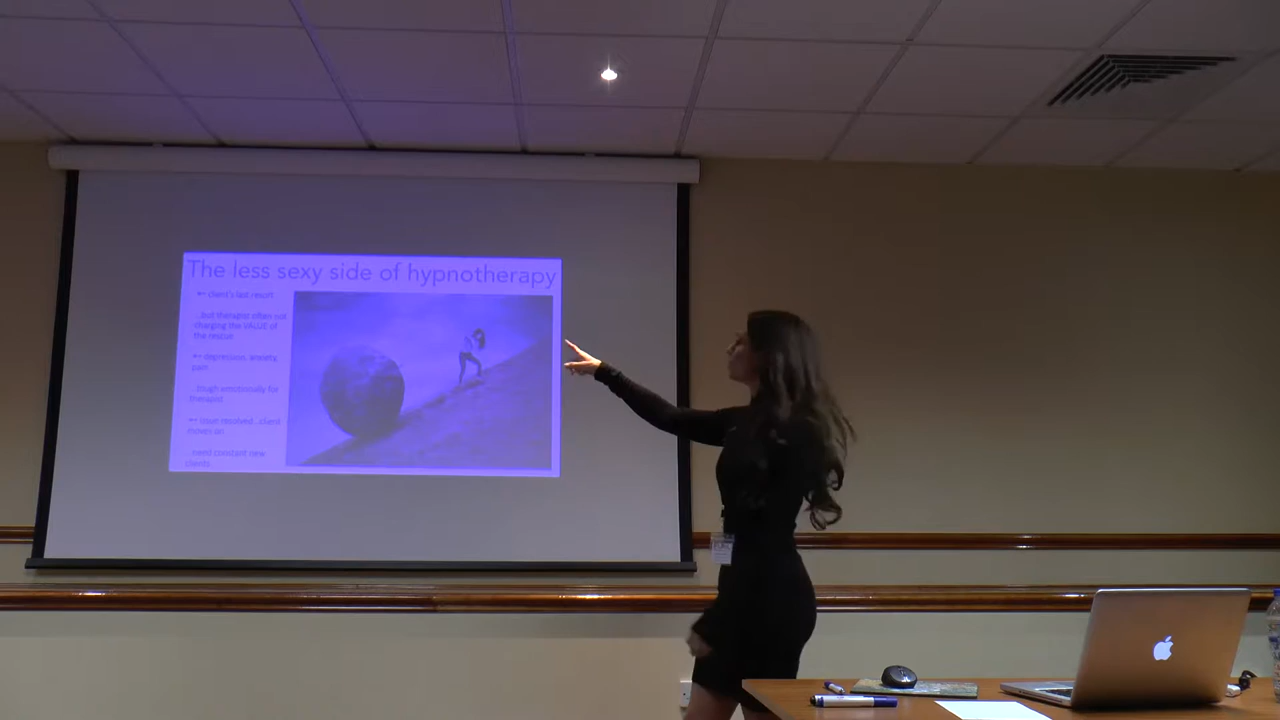 The less sexy side of hypnotherapy
client's last resort
...but therapist often not
charging the VALUE of
the rescue
depression, anxiety,
pain
...tough emotionally for
therapist
issue resolved...client
moves on
...need constant new
clients